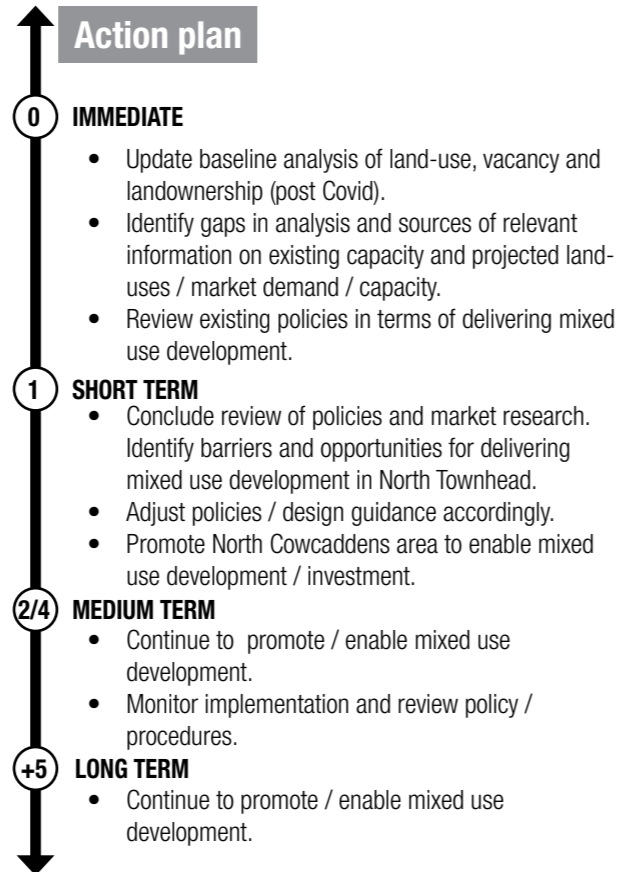 Action plan
0 IMMEDIATE
• Update baseline analysis of land-use, vacancy and
landownership (post Covid).
• Identify gaps in analysis and sources of relevant
information on existing capacity and projected land-
uses / market demand / capacity.
• Review existing policies in terms of delivering mixed
use development.
1 SHORT TERM
• Conclude review of policies and market research.
Identify barriers and opportunities for delivering
mixed use development in North Townhead.
• Adjust policies / design guidance accordingly.
• Promote North Cowcaddens area to enable mixed
use development / investment.
2/4 MEDIUM TERM
• Continue to promote / enable mixed use
development.
• Monitor implementation and review policy /
procedures.
+5 LONG TERM
• Continue to promote / enable mixed use
development.